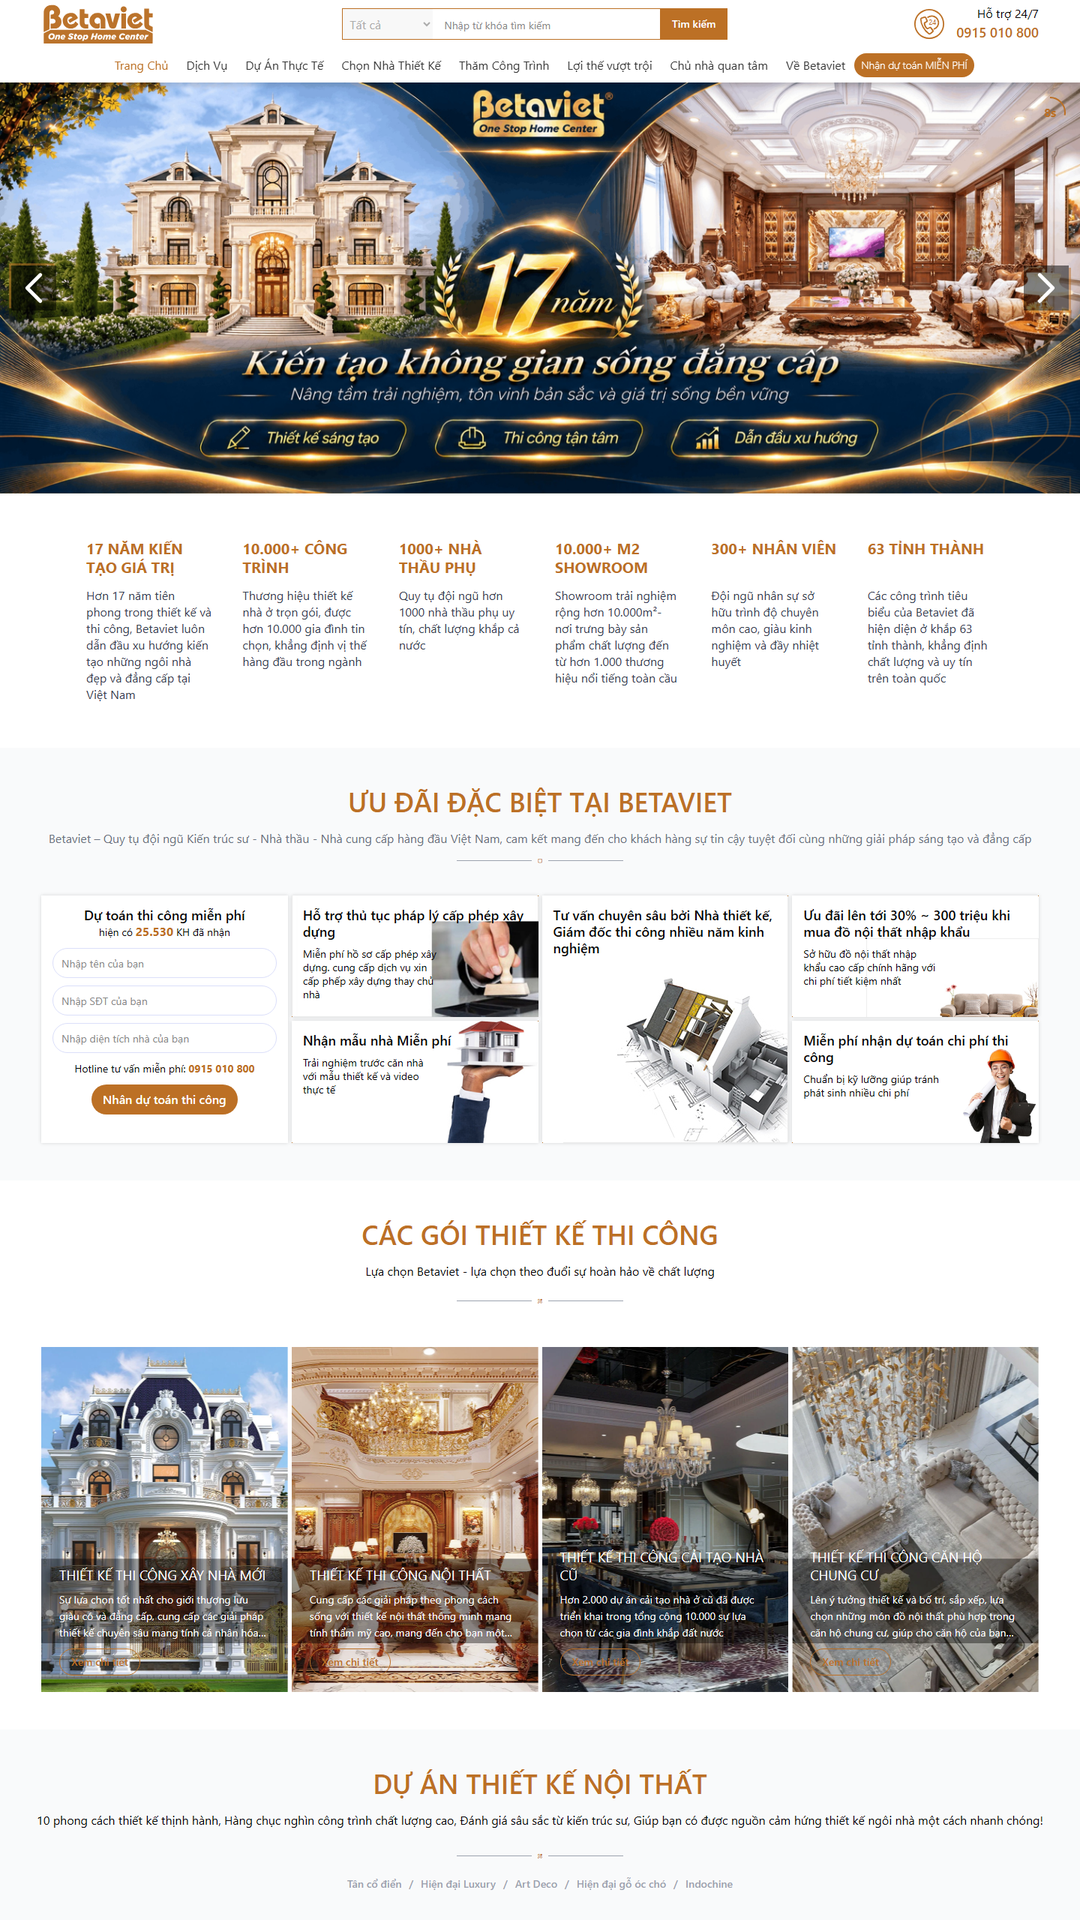 Betaviet
One Stop Home Center
Tất cả
Nhập từ khóa tìm kiếm
Tìm kiếm
24
Hỗ trợ 24/7
0915 010 800
Trang Chủ
Dịch Vụ
Dự Án Thực Tế
Chọn Nhà Thiết Kế
Thăm Công Trình
Lợi thế vượt trội
Chủ nhà quan tâm
Về Betaviet
Nhận dự toán MIỄN PHÍ
Betaviet®
One Stop Home Center
17 năm
Kiến tạo không gian sống đẳng cấp
Nâng tầm trải nghiệm, tôn vinh bản sắc và giá trị sống bền vững
Thiết kế sáng tạo
Thi công tận tâm
Dẫn đầu xu hướng
02
17 NĂM KIẾN
TẠO GIÁ TRỊ
Hơn 17 năm tiên
phong trong thiết kế và
thi công, Betaviet luôn
dẫn đầu xu hướng kiến
tạo những ngôi nhà
đẹp và đẳng cấp tại
Việt Nam
10.000+ CÔNG
TRÌNH
Thương hiệu thiết kế
nhà ở trọn gói, được
hơn 10.000 gia đình tin
chọn, khẳng định vị thế
hàng đầu trong ngành
1000+ NHÀ
THẦU PHỤ
Quy tụ đội ngũ hơn
1000 nhà thầu phụ uy
tín, chất lượng khắp cả
nước
10.000+ M2
SHOWROOM
Showroom trải nghiệm
rộng hơn 10.000m²-
nơi trưng bày sản
phẩm chất lượng đến
từ hơn 1.000 thương
hiệu nổi tiếng toàn cầu
300+ NHÂN VIÊN
Đội ngũ nhân sự sở
hữu trình độ chuyên
môn cao, giàu kinh
nghiệm và đầy nhiệt
huyết
63 TỈNH THÀNH
Các công trình tiêu
biểu của Betaviet đã
hiện diện ở khắp 63
tỉnh thành, khẳng định
chất lượng và uy tín
trên toàn quốc
ƯU ĐÃI ĐẶC BIỆT TẠI BETAVIET
Betaviet – Quy tụ đội ngũ Kiến trúc sư - Nhà thầu - Nhà cung cấp hàng đầu Việt Nam, cam kết mang đến cho khách hàng sự tin cậy tuyệt đối cùng những giải pháp sáng tạo và đẳng cấp
Dự toán thi công miễn phí
hiện có 25.530 KH đã nhận
Nhập tên của bạn
Nhập SĐT của bạn
Nhập diện tích nhà của bạn
Hotline tư vấn miễn phí: 0915 010 800
Nhân dự toán thi công
Hỗ trợ thủ tục pháp lý cấp phép xây
dựng
Miễn phí hồ sơ cấp phép xây
dựng. cung cấp dịch vụ xin
cấp phép xây dựng thay chủ
nhà
Nhận mẫu nhà Miễn phí
Trải nghiệm trước căn nhà
với mẫu thiết kế và video
thực tế
Tư vấn chuyên sâu bởi Nhà thiết kế,
Giám đốc thi công nhiều năm kinh
nghiệm
Ưu đãi lên tới 30% ~ 300 triệu khi
mua đồ nội thất nhập khẩu
Sở hữu đồ nội thất nhập
khẩu cao cấp chính hãng với
chi phí tiết kiệm nhất
Miễn phí nhận dự toán chi phí thi
công
Chuẩn bị kỹ lưỡng giúp tránh
phát sinh nhiều chi phí
CÁC GÓI THIẾT KẾ THI CÔNG
Lựa chọn Betaviet - lựa chọn theo đuổi sự hoàn hảo về chất lượng
THIẾT KẾ THI CÔNG XÂY NHÀ MỚI
Sự lựa chọn tốt nhất cho giới thượng lưu
giàu có và đẳng cấp, cung cấp các giải pháp
thiết kế chuyên sâu mang tính cá nhân hóa...
Xem chi tiết
THIẾT KẾ THI CÔNG NỘI THẤT
Cung cấp các giải pháp theo phong cách
sống với thiết kế nội thất thông minh mang
tính thẩm mỹ cao, mang đến cho bạn một...
Xem chi tiết
THIẾT KẾ THI CÔNG CẢI TẠO NHÀ
CŨ
Hơn 2.000 dự án cải tạo nhà ở cũ đã được
triển khai trong tổng cộng 10.000 sự lựa
chọn từ các gia đình khắp đất nước
Xem chi tiết
THIẾT KẾ THI CÔNG CĂN HỘ
CHUNG CƯ
Lên ý tưởng thiết kế và bố trí, sắp xếp, lựa
chọn những món đồ nội thất phù hợp trong
căn hộ chung cư, giúp cho căn hộ của bạn...
Xem chi tiết
DỰ ÁN THIẾT KẾ NỘI THẤT
10 phong cách thiết kế thịnh hành, Hàng chục nghìn công trình chất lượng cao, Đánh giá sâu sắc từ kiến trúc sư, Giúp bạn có được nguồn cảm hứng thiết kế ngôi nhà một cách nhanh chóng!
Tân cổ điển / Hiện đại Luxury / Art Deco / Hiện đại gỗ óc chó / Indochine